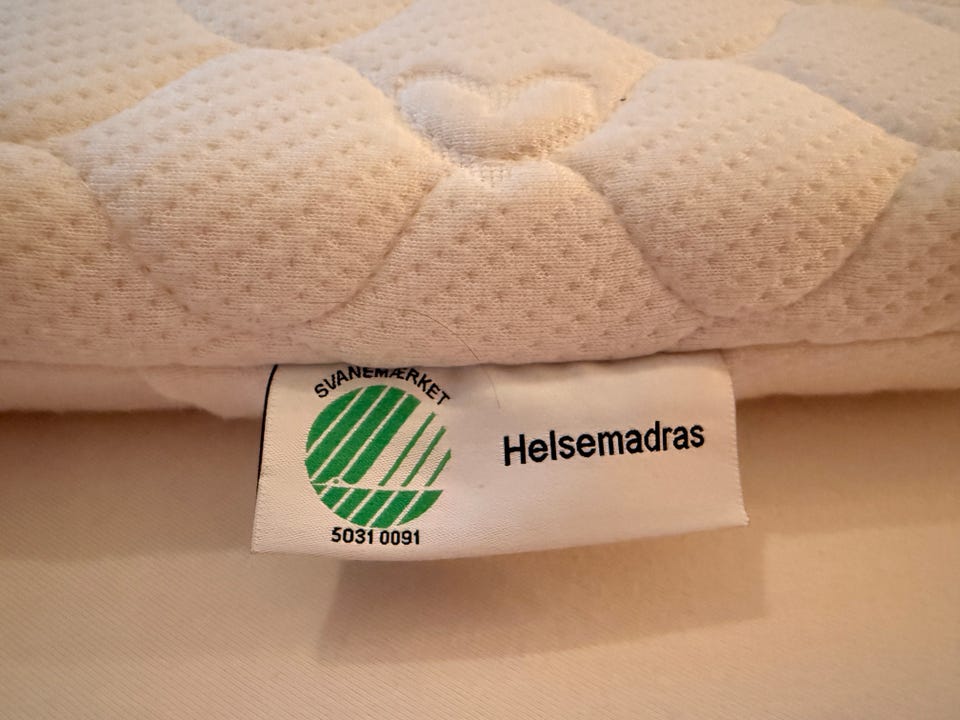 SVANEMÆRKET
5031 0091
Helsemadras